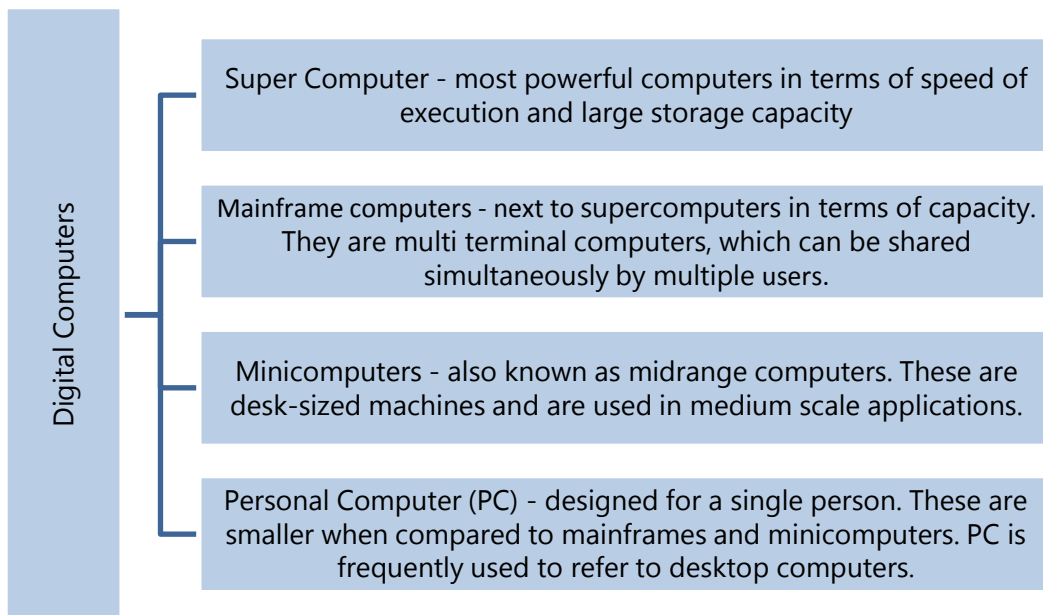 Digital Computers
Super Computer - most powerful computers in terms of speed of
execution and large storage capacity
Mainframe computers - next to supercomputers in terms of capacity.
They are multi terminal computers, which can be shared
simultaneously by multiple users.
Minicomputers - also known as midrange computers. These are
desk-sized machines and are used in medium scale applications.
Personal Computer (PC) - designed for a single person. These are
smaller when compared to mainframes and minicomputers. PC is
frequently used to refer to desktop computers.